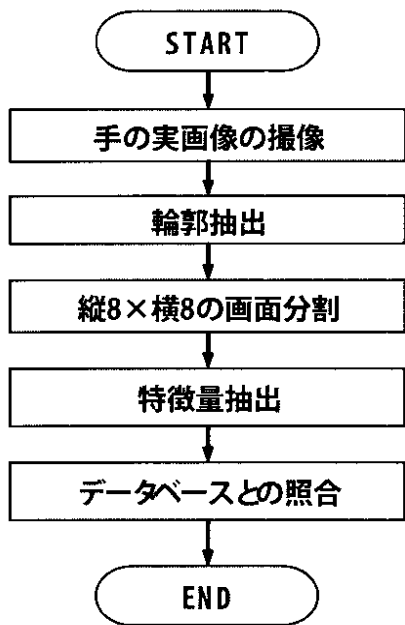 START
手の実画像の撮像
輪郭抽出
縦8×横8の画面分割
特徴量抽出
データベースとの照合
END